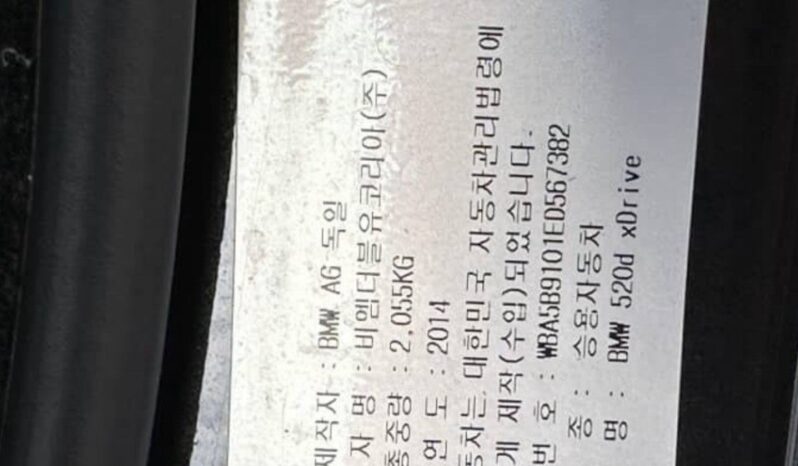 제작자 : BMW AG 독일
자 명 : 비엠더블유코리아(주)
총중량 : 2,055KG
연 도 : 2014
동차는 대한민국 자동차관리법령에
게 제작(수입)되었습니다.
번 호 : WBA5B9101ED567382
종 : 승용자동차
명 : BMW 520d xDrive